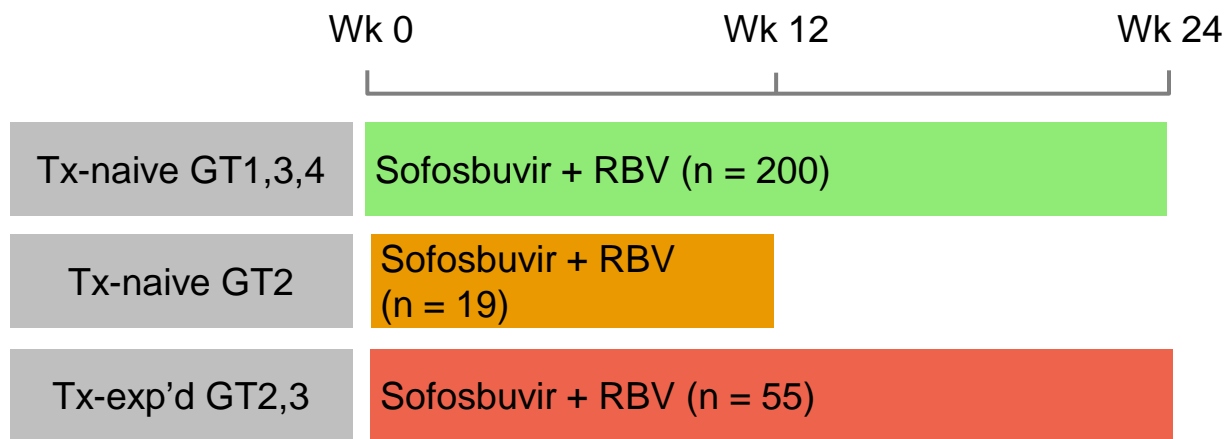 Wk 0 Wk 12 Wk 24
Tx-naive GT1,3,4 Sofosbuvir + RBV (n = 200)
Tx-naive GT2 Sofosbuvir + RBV
(n = 19)
Tx-exp’d GT2,3 Sofosbuvir + RBV (n = 55)